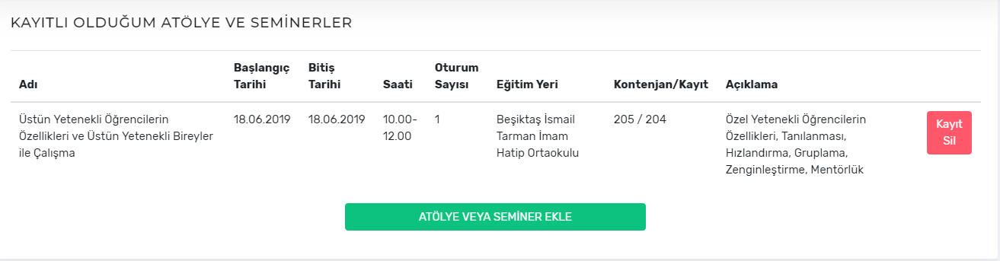 KAYITLI OLDUĞUM ATÖLYE VE SEMİNERLER
Adı
Başlangıç
Tarihi
Bitiş
Tarihi
Saati
Oturum
Sayısı
Eğitim Yeri
Kontenjan/Kayıt
Açıklama
Üstün Yetenekli Öğrencilerin
Özellikleri ve Üstün Yetenekli Bireyler
ile Çalışma
18.06.2019
18.06.2019
10.00-
12.00
1
Beşiktaş İsmail
Tarman İmam
Hatip Ortaokulu
205 / 204
Özel Yetenekli Öğrencilerin
Özellikleri, Tanılanması,
Hızlandırma, Gruplama,
Zenginleştirme, Mentörlük
Kayıt
Sil
ATÖLYE VEYA SEMİNER EKLE